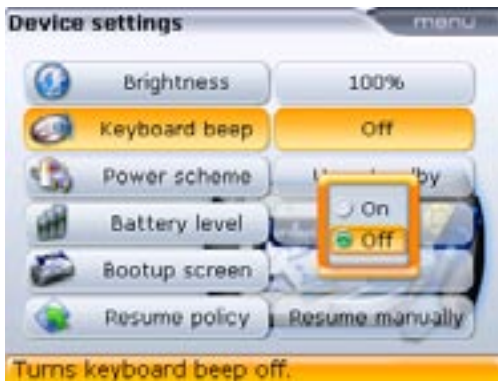 Device settings menu
Brightness 100%
Keyboard beep Off
Power scheme
On
Battery level
Off
Bootup screen
Resume policy Resume manually
Turns keyboard beep off.